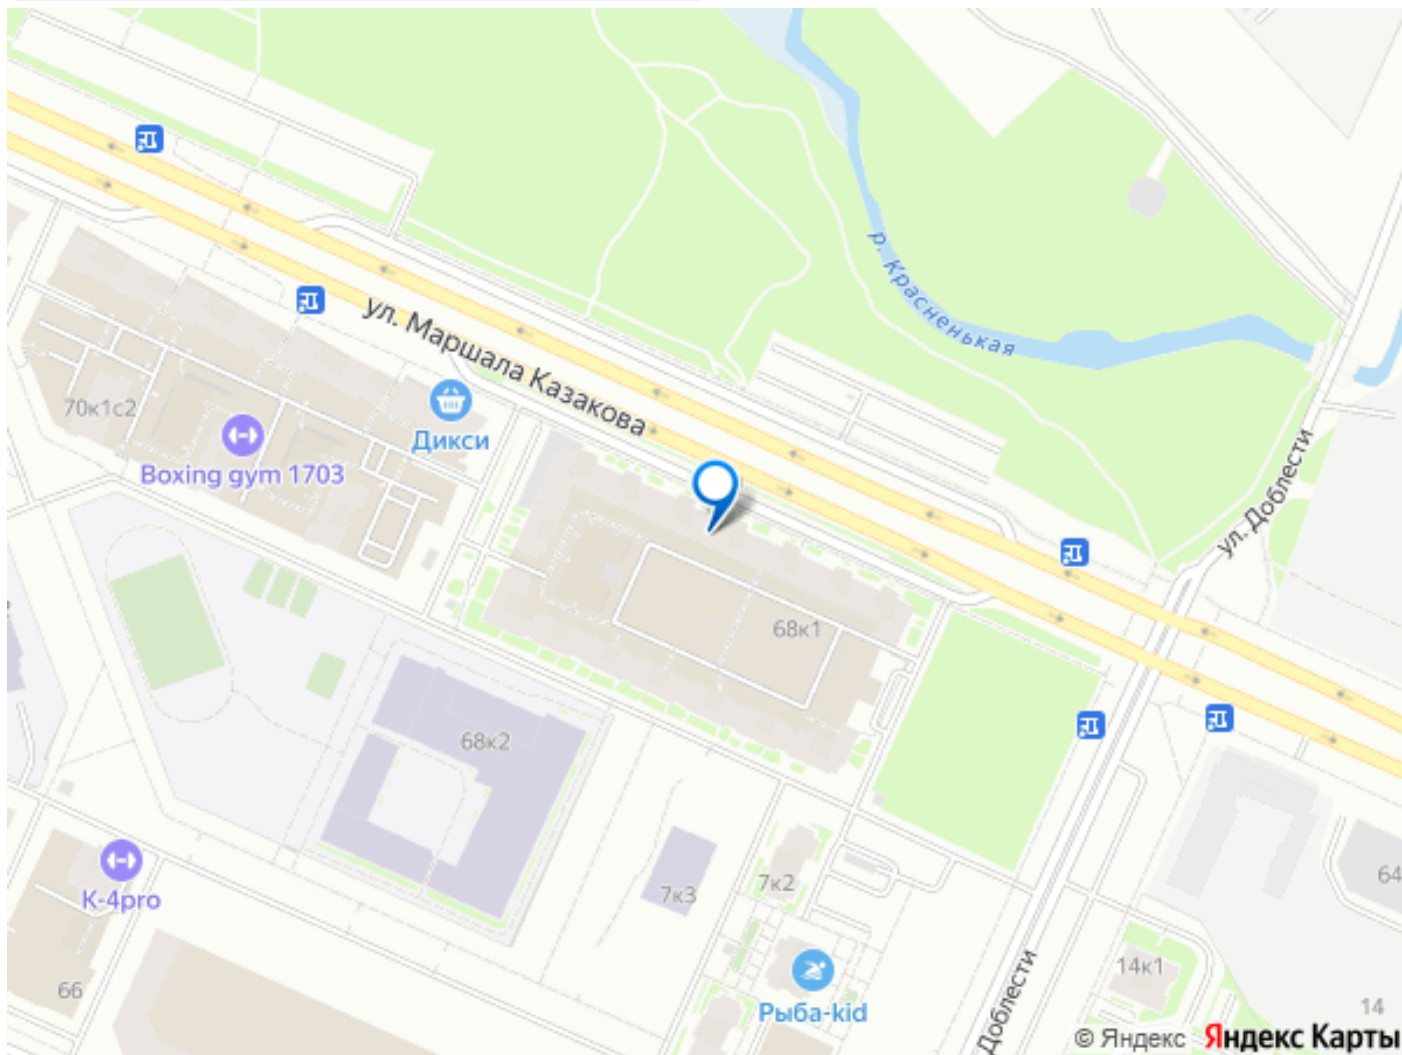 р. Красненькая
ул. Маршала Казакова
70к1с2
Дикси
Boxing gym 1703
ул. Доблести
68к1
68к2
К-4pro
7к3
7к2
64
66
Рыба-kid
Доблести
14к1
14
© Яндекс Яндекс Карты